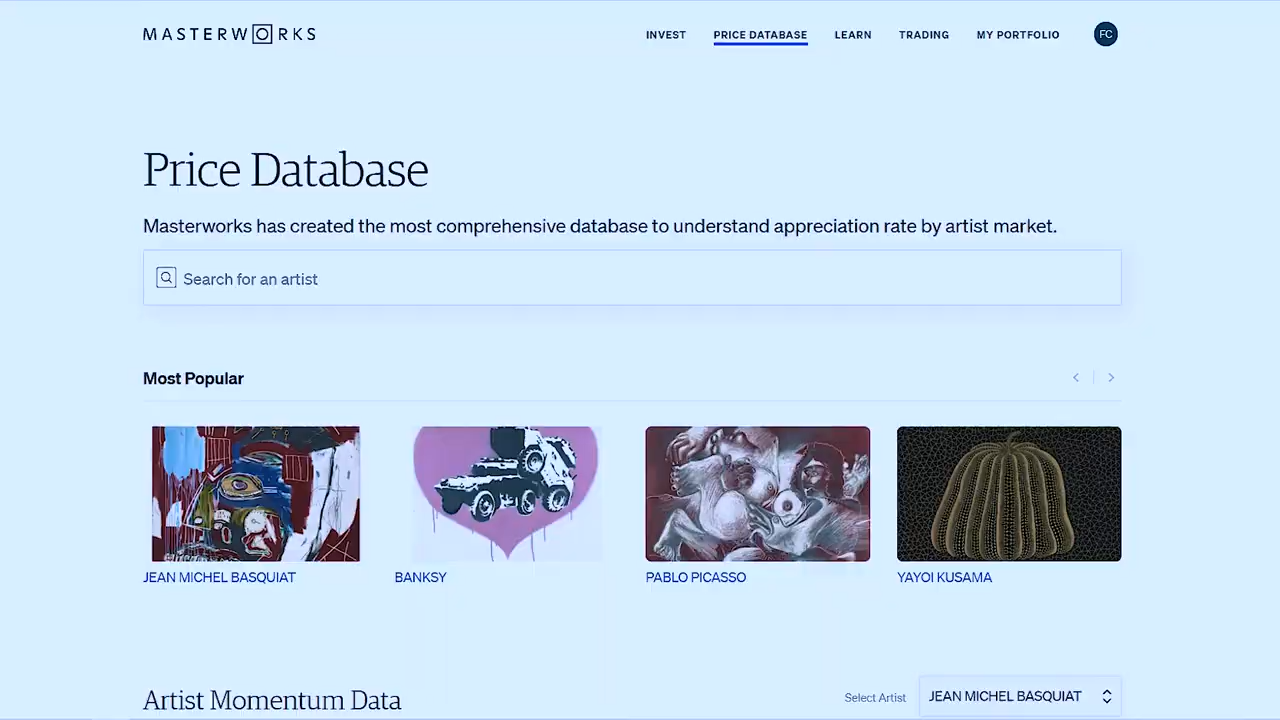 MASTERWORKS
INVEST PRICE DATABASE LEARN TRADING MY PORTFOLIO FC
Price Database
Masterworks has created the most comprehensive database to understand appreciation rate by artist market.
Search for an artist
Most Popular
JEAN MICHEL BASQUIAT BANKSY PABLO PICASSO YAYOI KUSAMA
Artist Momentum Data Select Artist JEAN MICHEL BASQUIAT